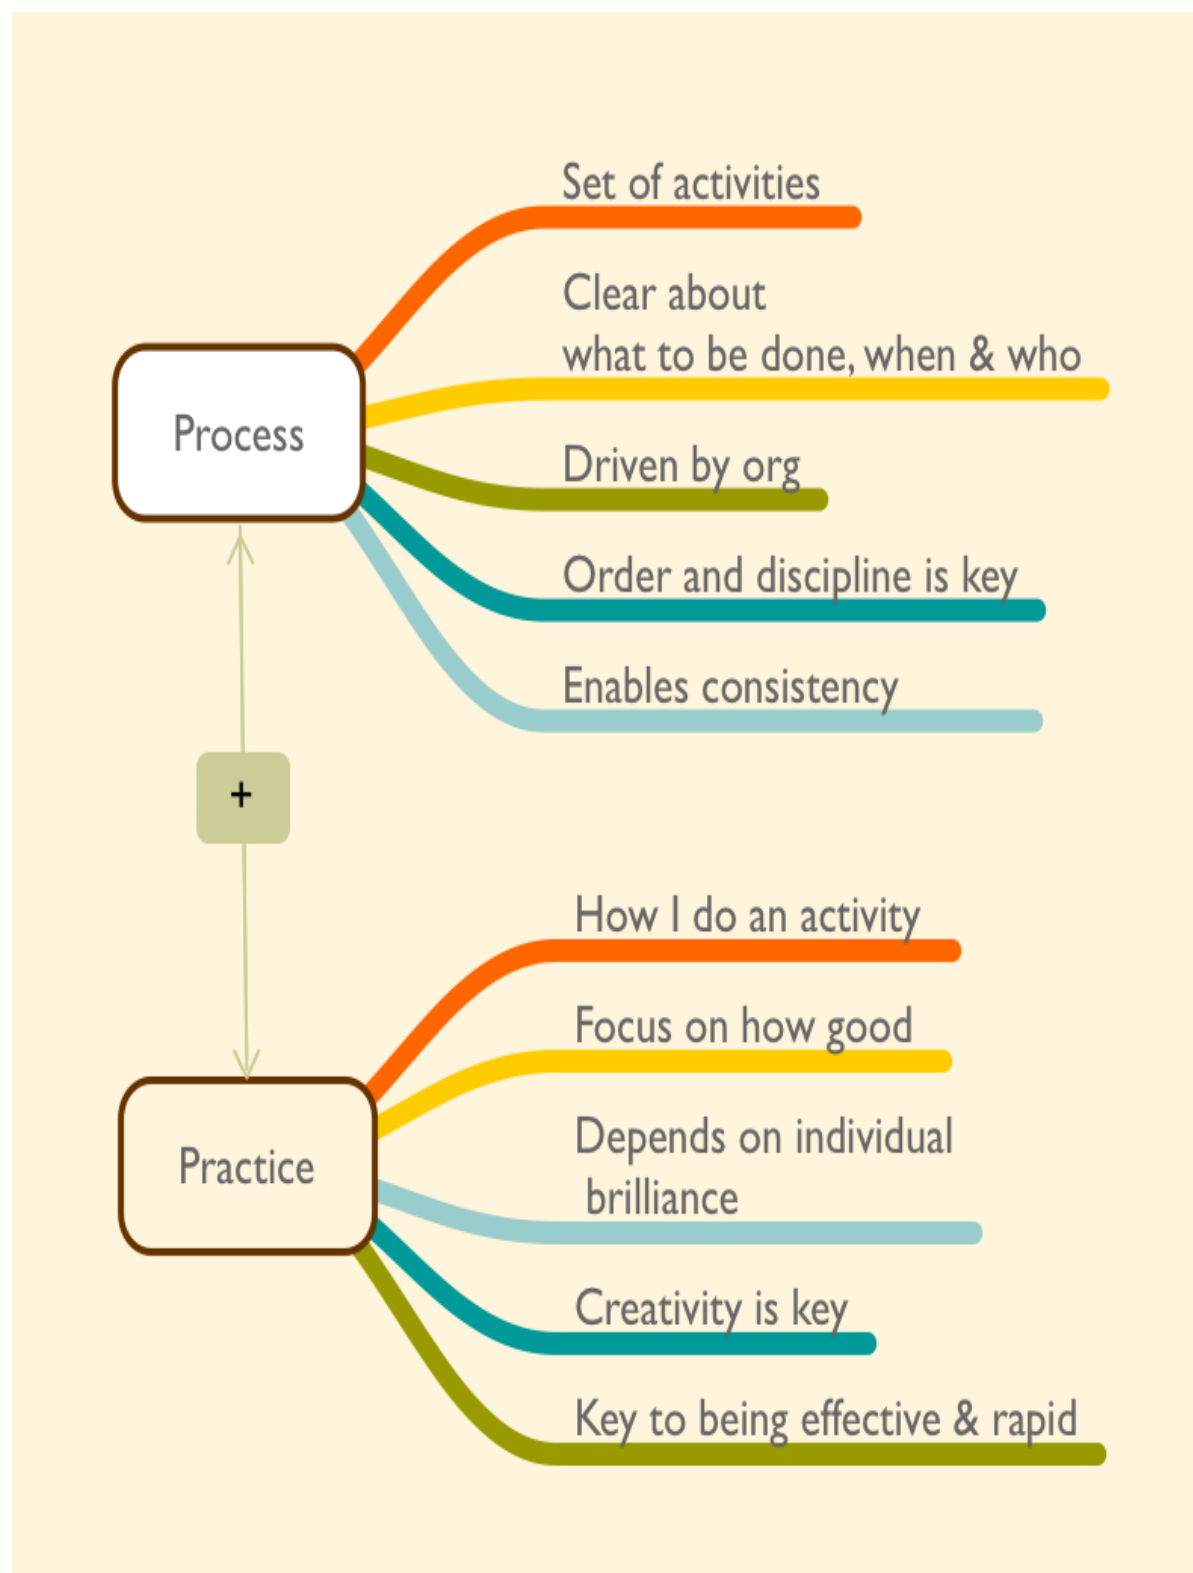 Set of activities
Clear about
what to be done, when & who
Process
Driven by org
Order and discipline is key
Enables consistency
+
How I do an activity
Focus on how good
Depends on individual
brilliance
Practice
Creativity is key
Key to being effective & rapid